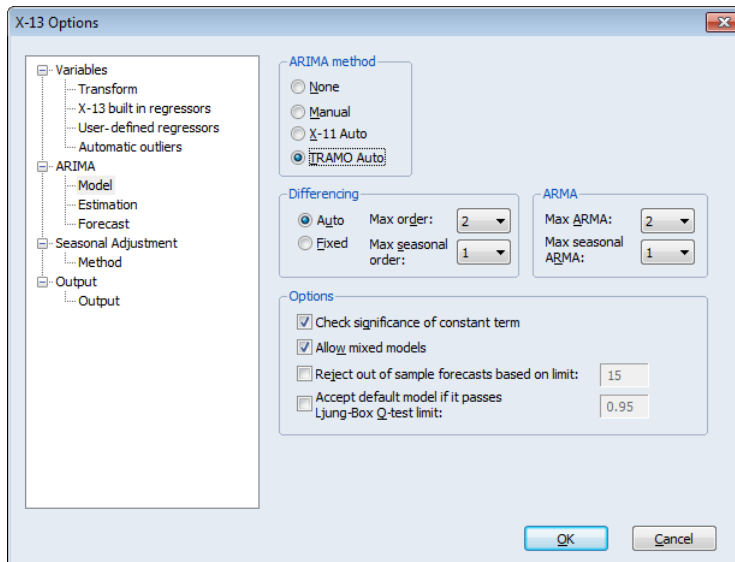 X-13 Options
Variables
Transform
X-13 built in regressors
User-defined regressors
Automatic outliers
ARIMA
Model
Estimation
Forecast
Seasonal Adjustment
Method
Output
Output
ARIMA method
None
Manual
X-11 Auto
TRAMO Auto
Differencing
Auto
Fixed
Max order:
2
Max seasonal
order:
1
ARMA
Max ARMA:
2
Max seasonal
ARMA:
1
Options
Check significance of constant term
Allow mixed models
Reject out of sample forecasts based on limit:
15
Accept default model if it passes
Ljung-Box Q-test limit:
0.95
OK
Cancel